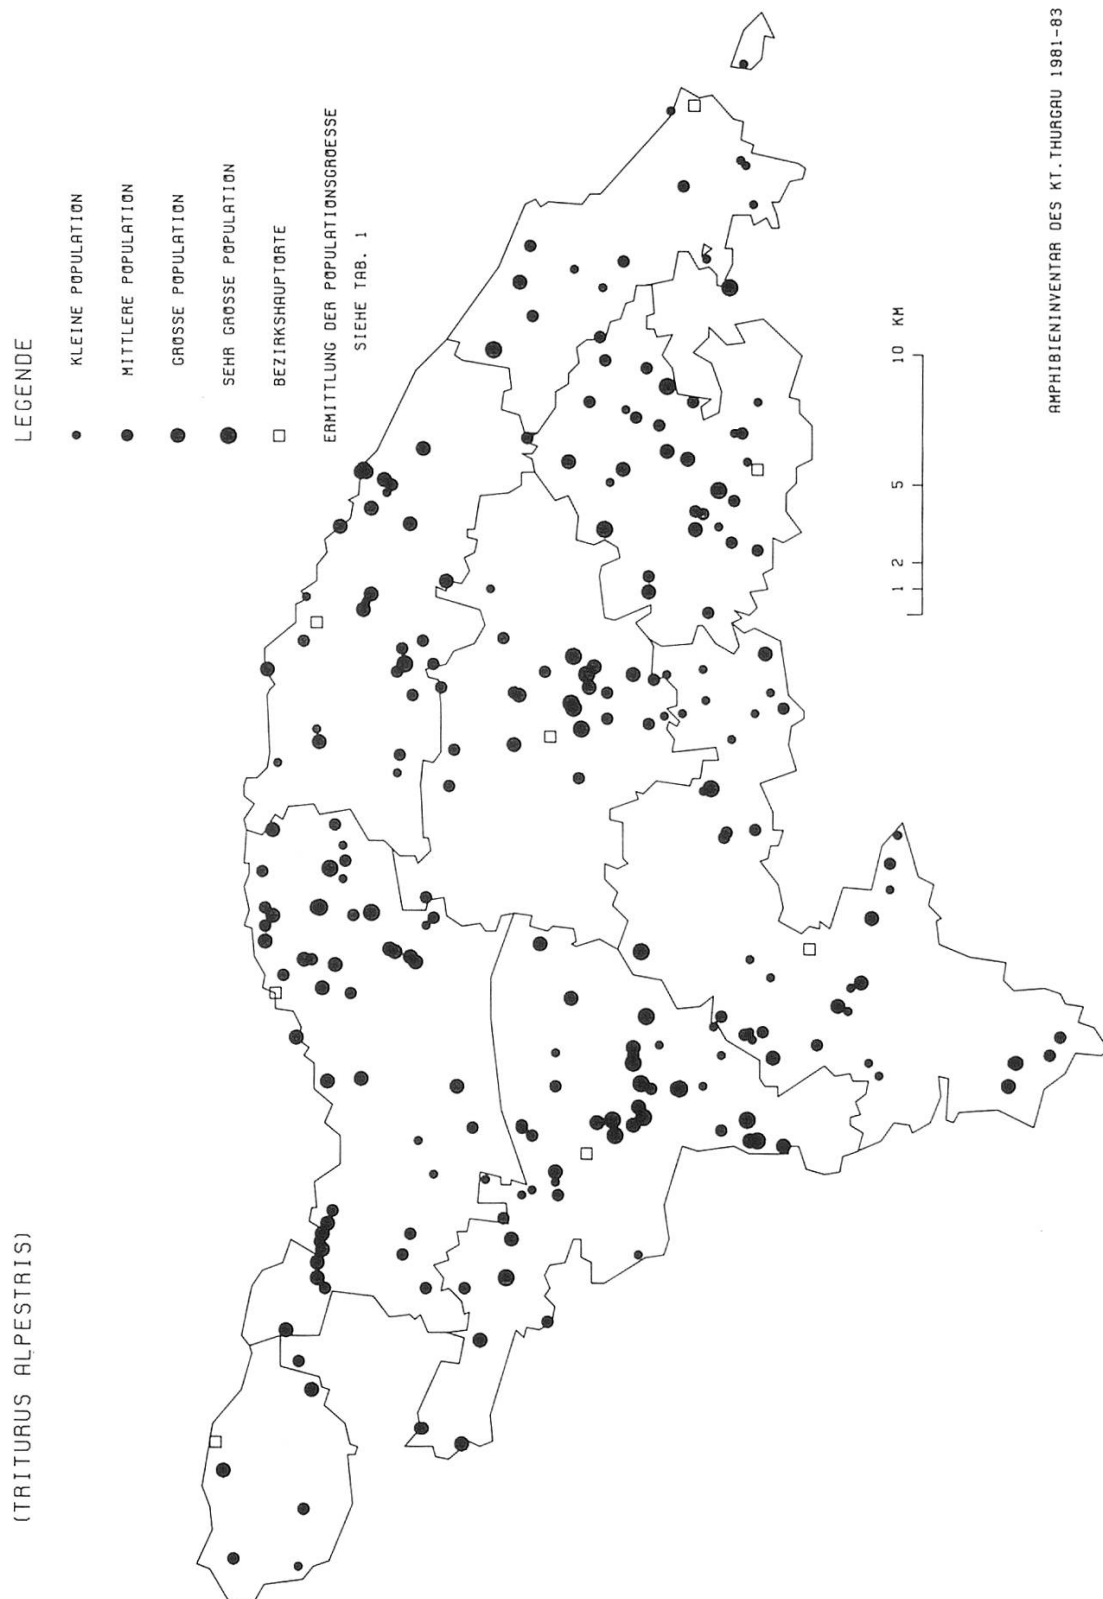 (TRITURUS ALPESTRIS)
LEGENDE
KLEINE POPULATION
MITTLERE POPULATION
GROSSE POPULATION
SEHR GROSSE POPULATION
BEZIRKSHAUPTORTE
ERMITTLUNG DER POPULATIONSGROESSE
SIEHE TAB. 1
1 2 5 10 KM
AMPHIBIENINVENTAR DES KT. THURGAU 1981-83